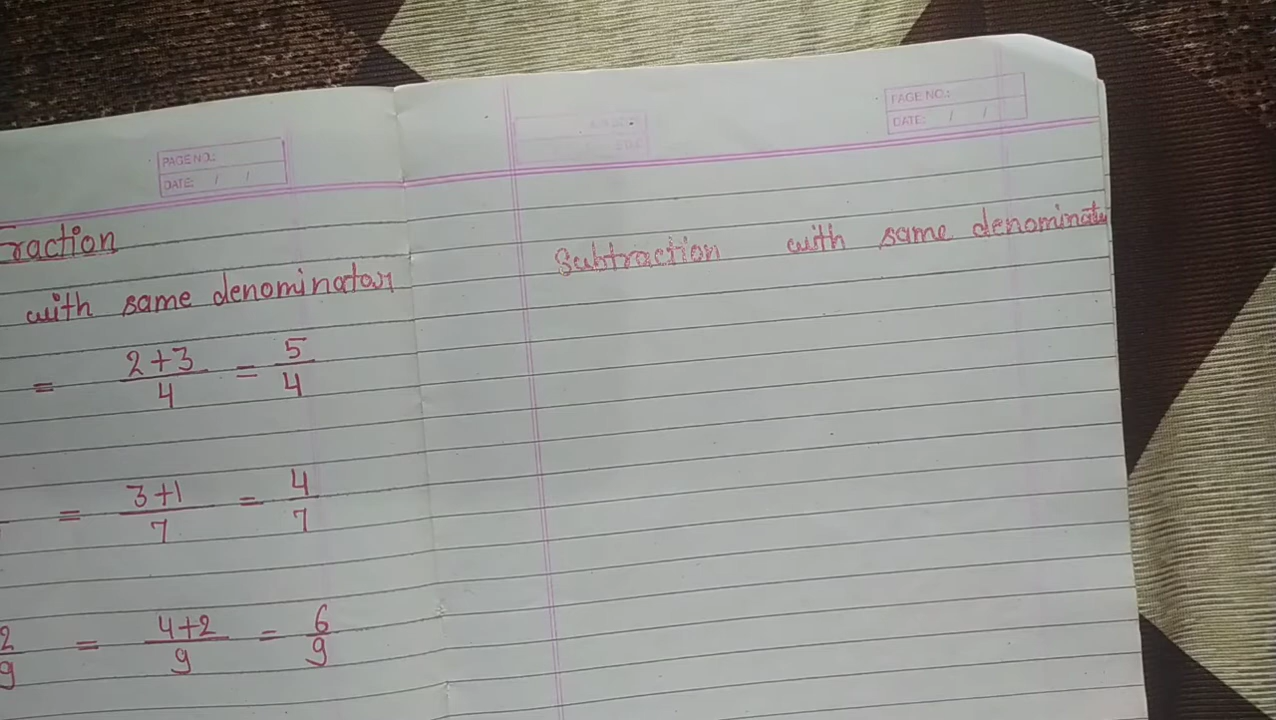 PAGE NO.:
DATE: / /
raction
with same denominator
= 2+3/4 = 5/4
= 3+1/7 = 4/7
2/9 = 4+2/9 = 6/9
PAGE NO.:
DATE: / /
Subtraction with same denominato